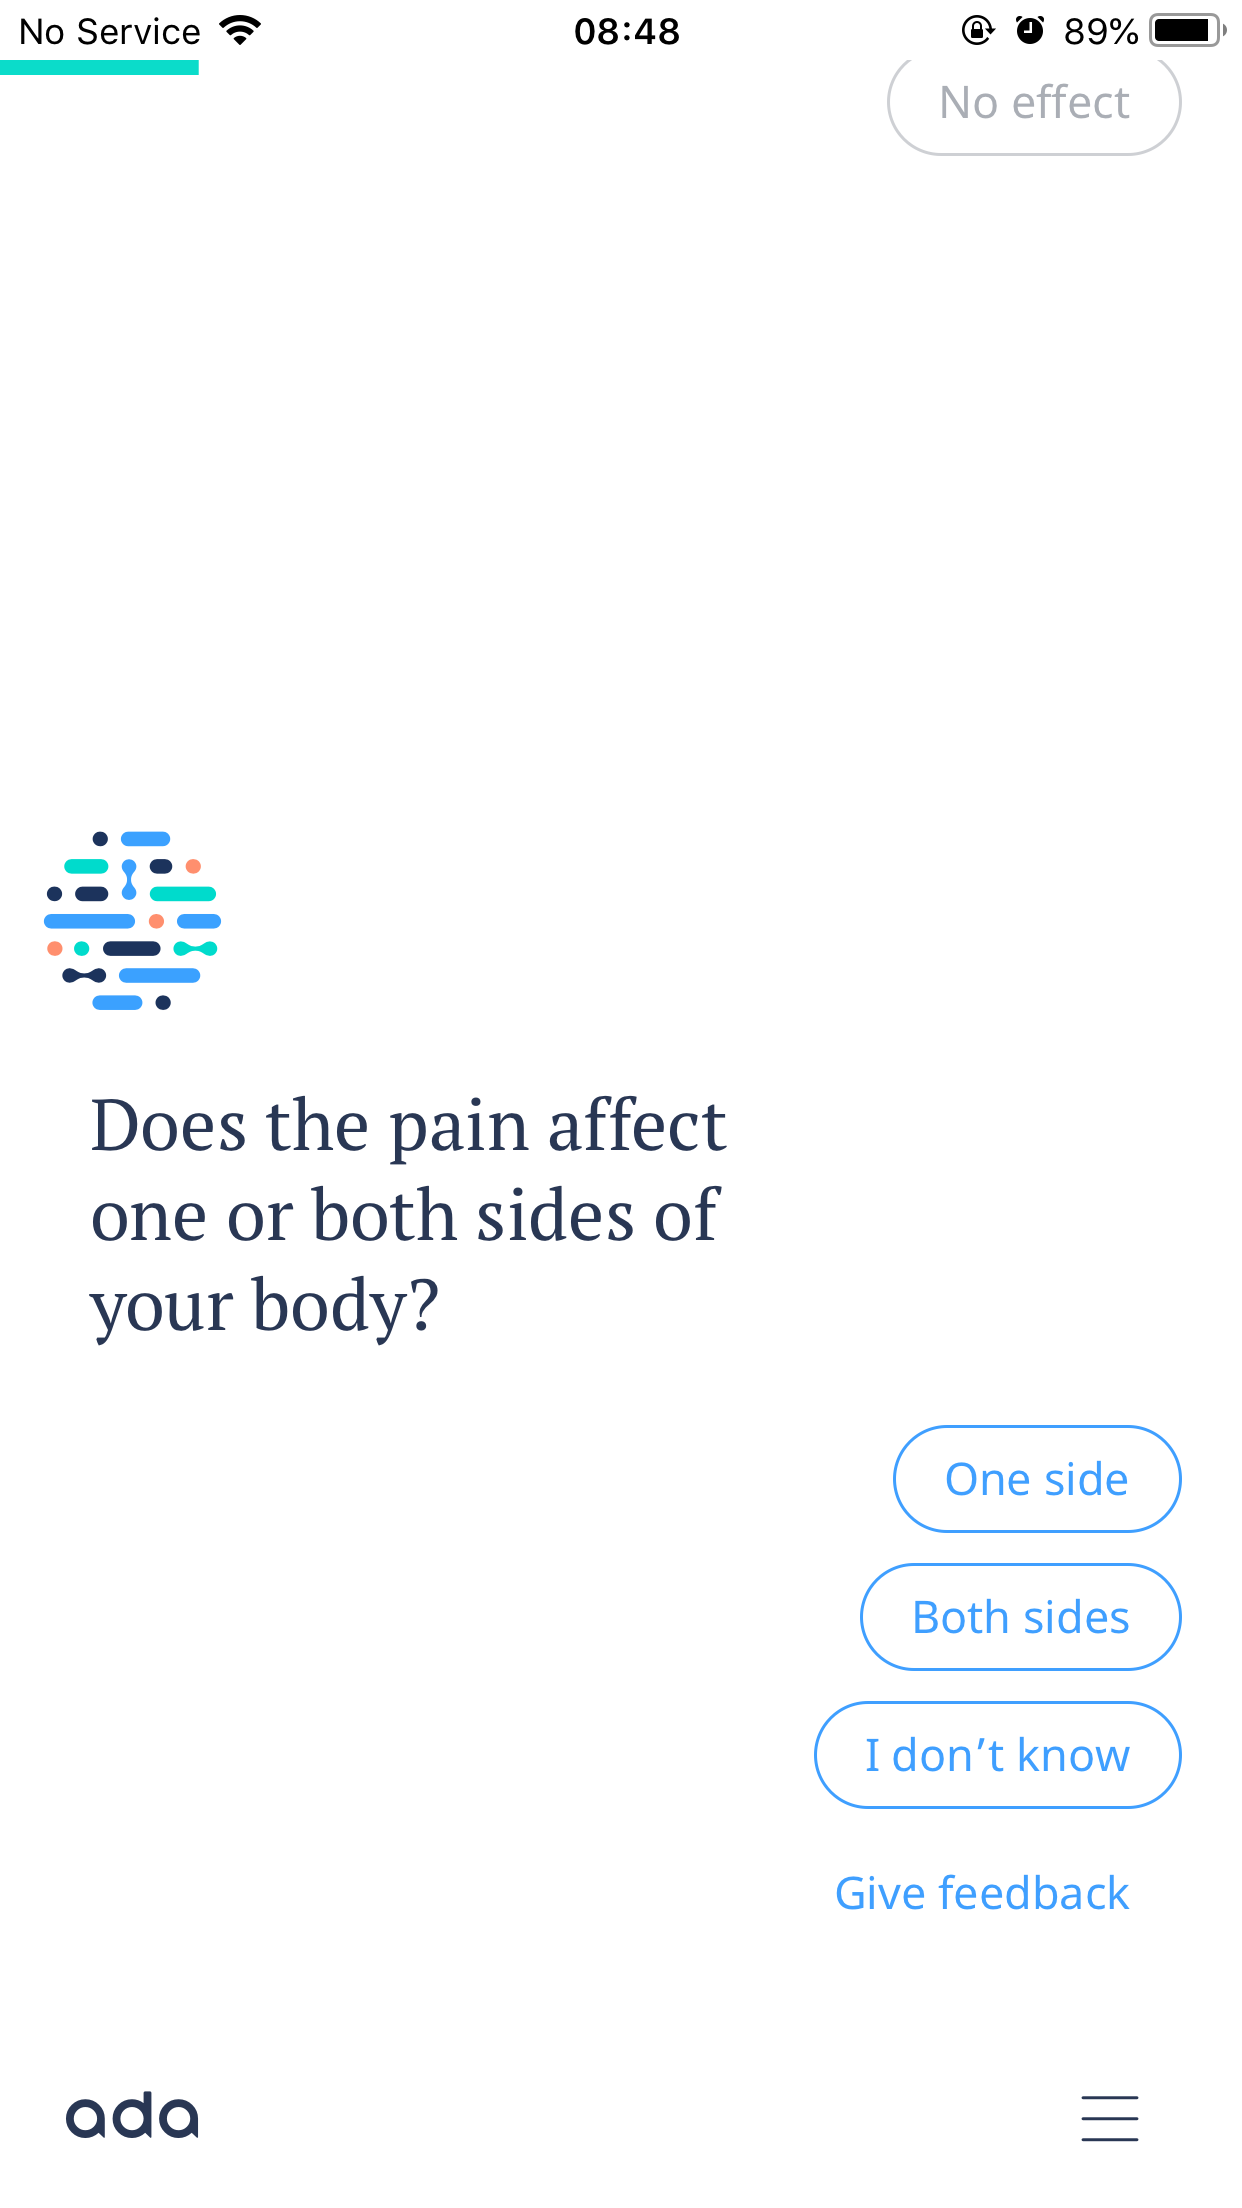 No Service 08:48 89%
No effect
Does the pain affect
one or both sides of
your body?
One side
Both sides
I don’t know
Give feedback
ada